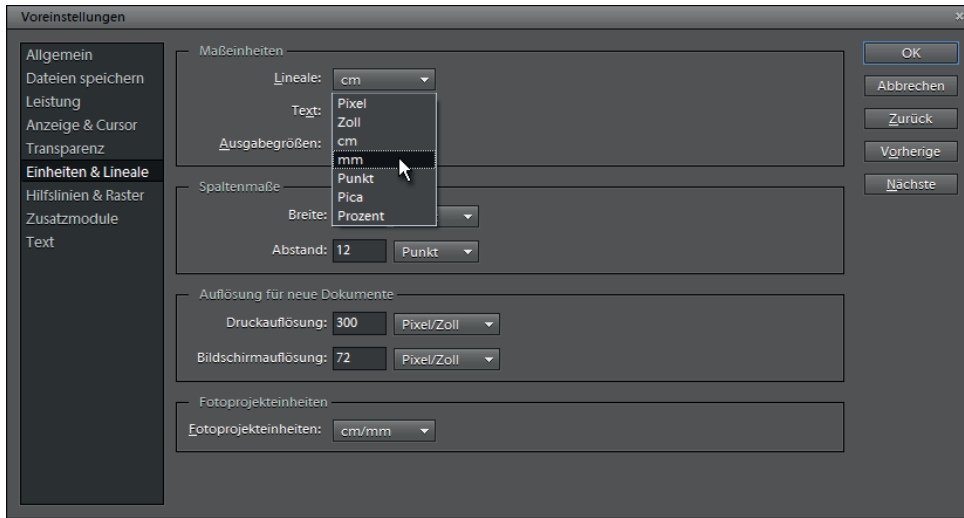 Voreinstellungen
Allgemein
Dateien speichern
Leistung
Anzeige & Cursor
Transparenz
Einheiten & Lineale
Hilfslinien & Raster
Zusatzmodule
Text
Maßeinheiten
Lineale: cm
Text:
Ausgabegrößen:
Pixel
Zoll
cm
mm
Punkt
Pica
Prozent
Spaltenmaße
Breite:
Abstand: 12 Punkt
Auflösung für neue Dokumente
Druckauflösung: 300 Pixel/Zoll
Bildschirmauflösung: 72 Pixel/Zoll
Fotoprojekteinheiten
Fotoprojekteinheiten: cm/mm
OK
Abbrechen
Zurück
Vorherige
Nächste